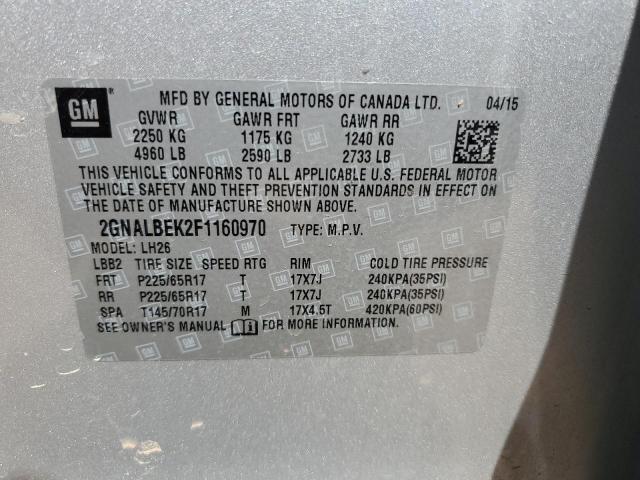 GM ® MFD BY GENERAL MOTORS OF CANADA LTD. 04/15
GVWR GAWR FRT GAWR RR
2250 KG 1175 KG 1240 KG
4960 LB 2590 LB 2733 LB
THIS VEHICLE CONFORMS TO ALL APPLICABLE U.S. FEDERAL MOTOR
VEHICLE SAFETY AND THEFT PREVENTION STANDARDS IN EFFECT ON
THE DATE OF MANUFACTURE SHOWN ABOVE.
2GNALBEK2F1160970 TYPE: M.P.V.
MODEL: LH26
LBB2 TIRE SIZE SPEED RTG RIM COLD TIRE PRESSURE
FRT P225/65R17 T 17X7J 240KPA(35PSI)
RR P225/65R17 T 17X7J 240KPA(35PSI)
SPA T145/70R17 M 17X4.5T 420KPA(60PSI)
SEE OWNER'S MANUAL i FOR MORE INFORMATION.